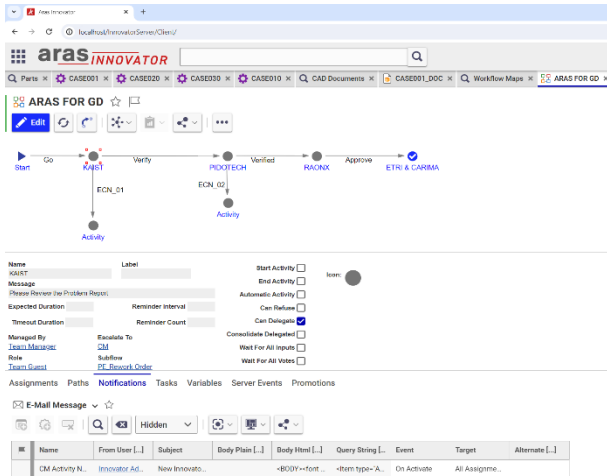 Aras Innovator
localhost/InnovatorServer/Client/
aras INNOVATOR
Parts CASE001 CASE020 CASE030 CASE010 CAD Documents CASE001_DOC Workflow Maps ARAS FOR GD
ARAS FOR GD
Edit
Go Verify Verified Approve
Start KAIST PIDOTECH RAONX ETRI & CARIMA
ECN_01 ECN_02
Activity
Activity
Name Label Start Activity Icon:
KAIST End Activity
Message
Please Review the Problem Report Automatic Activity
Expected Duration Reminder Interval Can Refuse
Timeout Duration Reminder Count Can Delegate
Managed By Escalate To Consolidate Delegated
Team Manager CM Wait For All Inputs
Role Subflow Wait For All Votes
Team Guest PE_Rework Order
Assignments Paths Notifications Tasks Variables Server Events Promotions
E-Mail Message
Hidden
Name From User [...] Subject Body Plain [...] Body Html [...] Query String [... Event Target Alternate [...]
CM Activity N... Innovator Ad... New Innovato... <BODY><font ... <Item type='A... On Activate All Assignme...